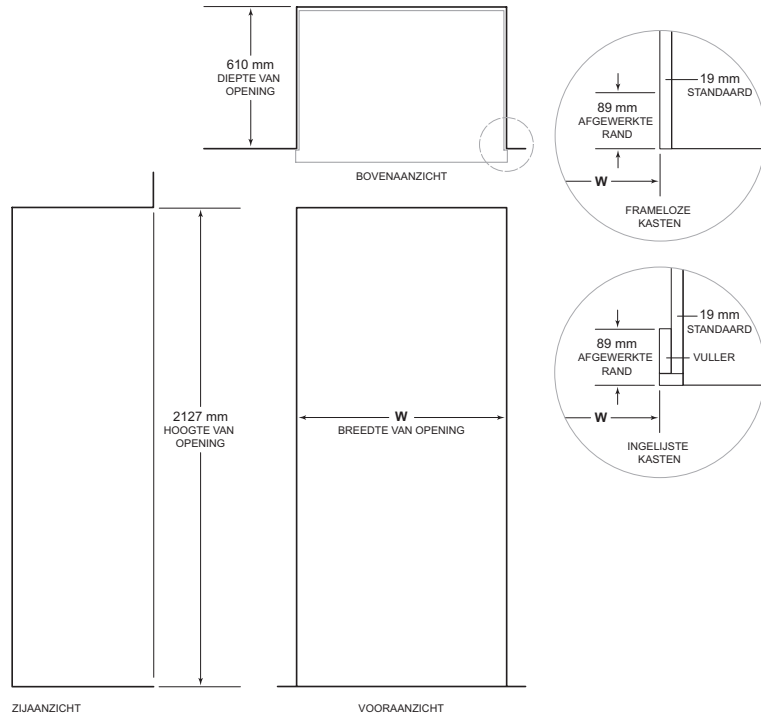 610 mm
DIEPTE VAN
OPENING
BOVENAANZICHT
19 mm
STANDAARD
89 mm
AFGEWERKTE
RAND
W
FRAMELOZE
KASTEN
19 mm
STANDAARD
89 mm
AFGEWERKTE
RAND
VULLER
W
INGELIJSTE
KASTEN
2127 mm
HOOGTE VAN
OPENING
W
BREEDTE VAN OPENING
ZIJAANZICHT
VOORAANZICHT